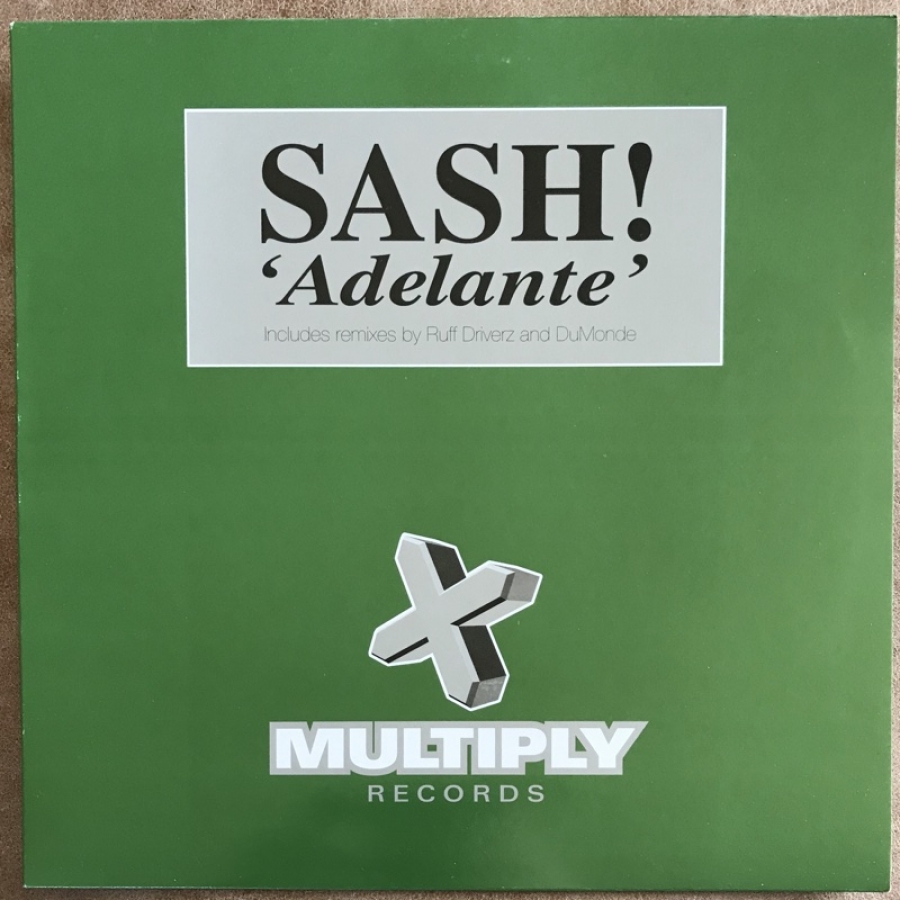 SASH!
‘Adelante’
Includes remixes by Ruff Driverz and DuMonde
MULTIPLY
RECORDS